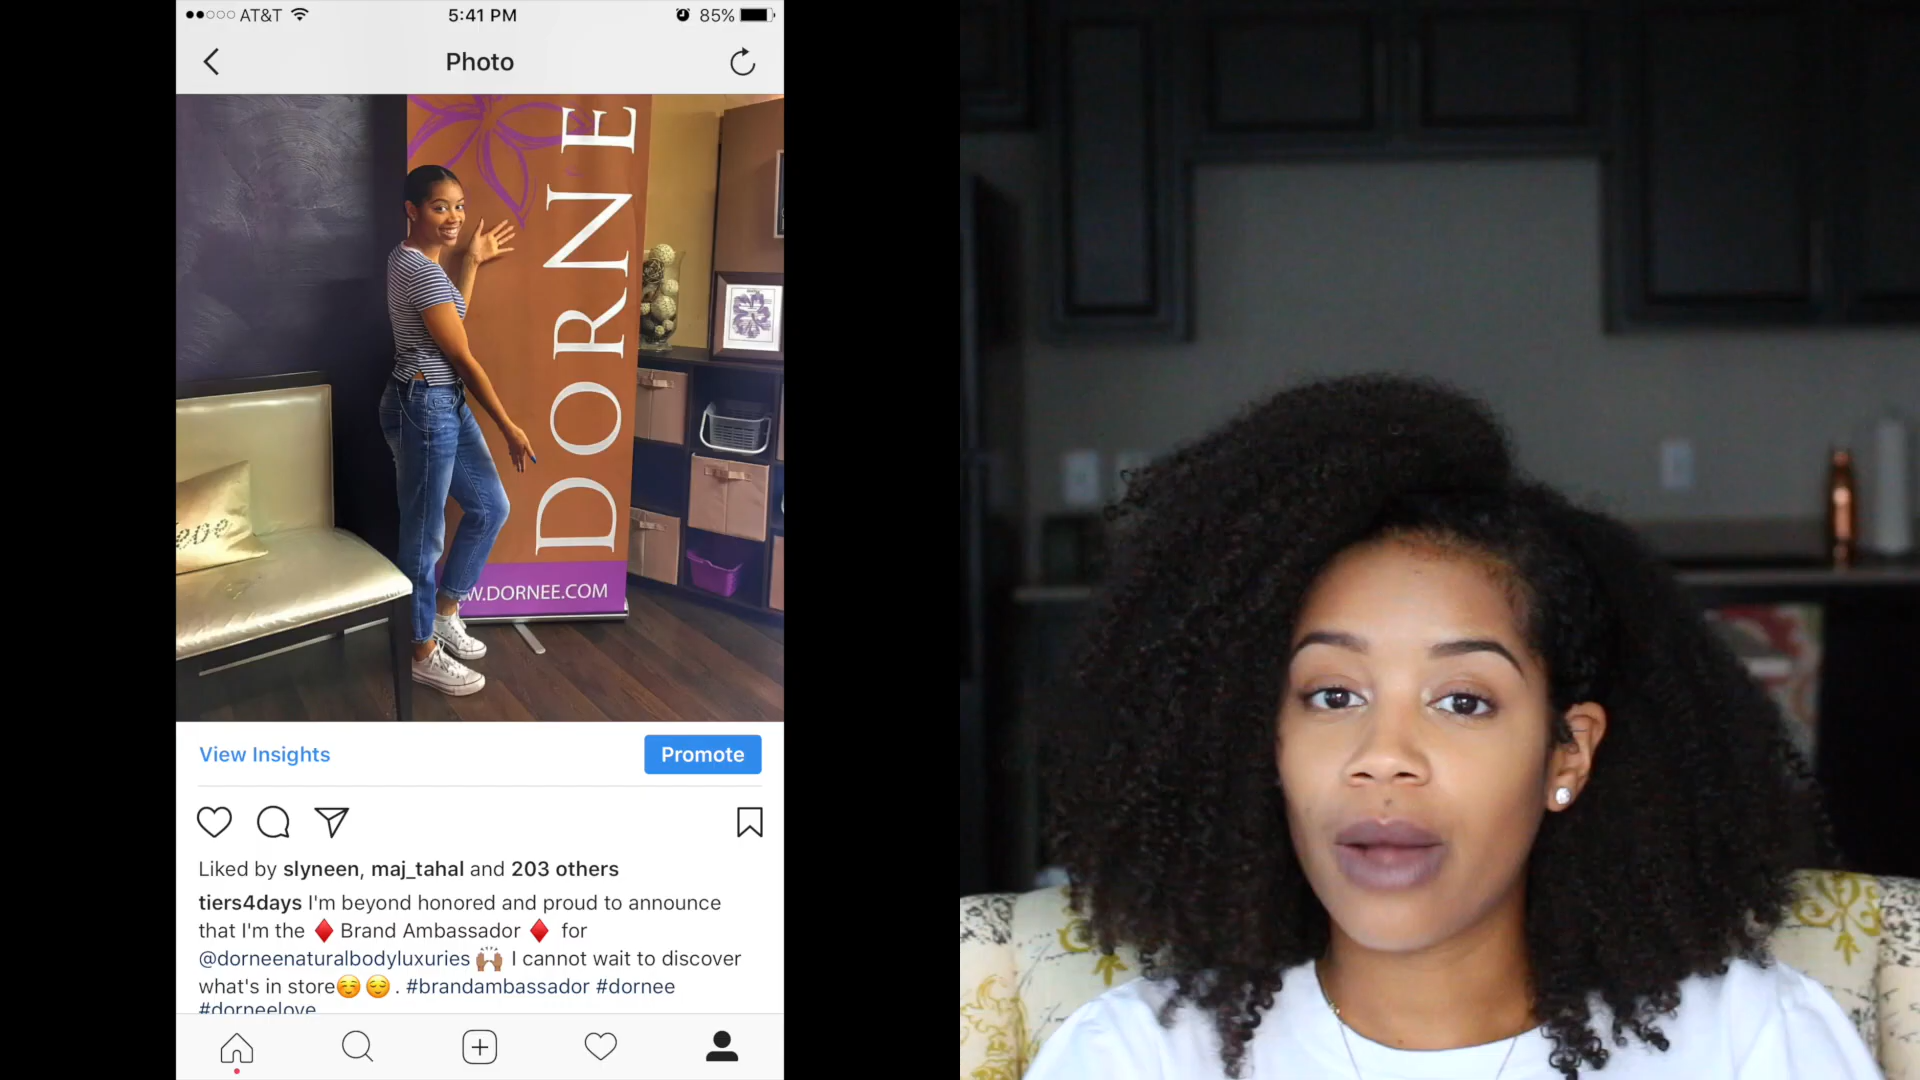 AT&T
5:41 PM
85%
Photo
DORNE
W.DORNEE.COM
View Insights
Promote
Liked by slyneen, maj_tahal and 203 others
tiers4days I'm beyond honored and proud to announce
that I'm the ♦️ Brand Ambassador ♦️ for
@dorneenaturalbodyluxuries 🙌🏽 I cannot wait to discover
what's in store☺️ 😌 . #brandambassador #dornee
#dorneelove